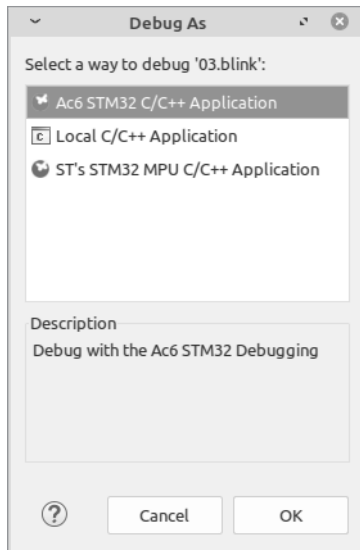 Debug As
Select a way to debug '03.blink':
Ac6 STM32 C/C++ Application
Local C/C++ Application
ST's STM32 MPU C/C++ Application
Description
Debug with the Ac6 STM32 Debugging
Cancel
OK